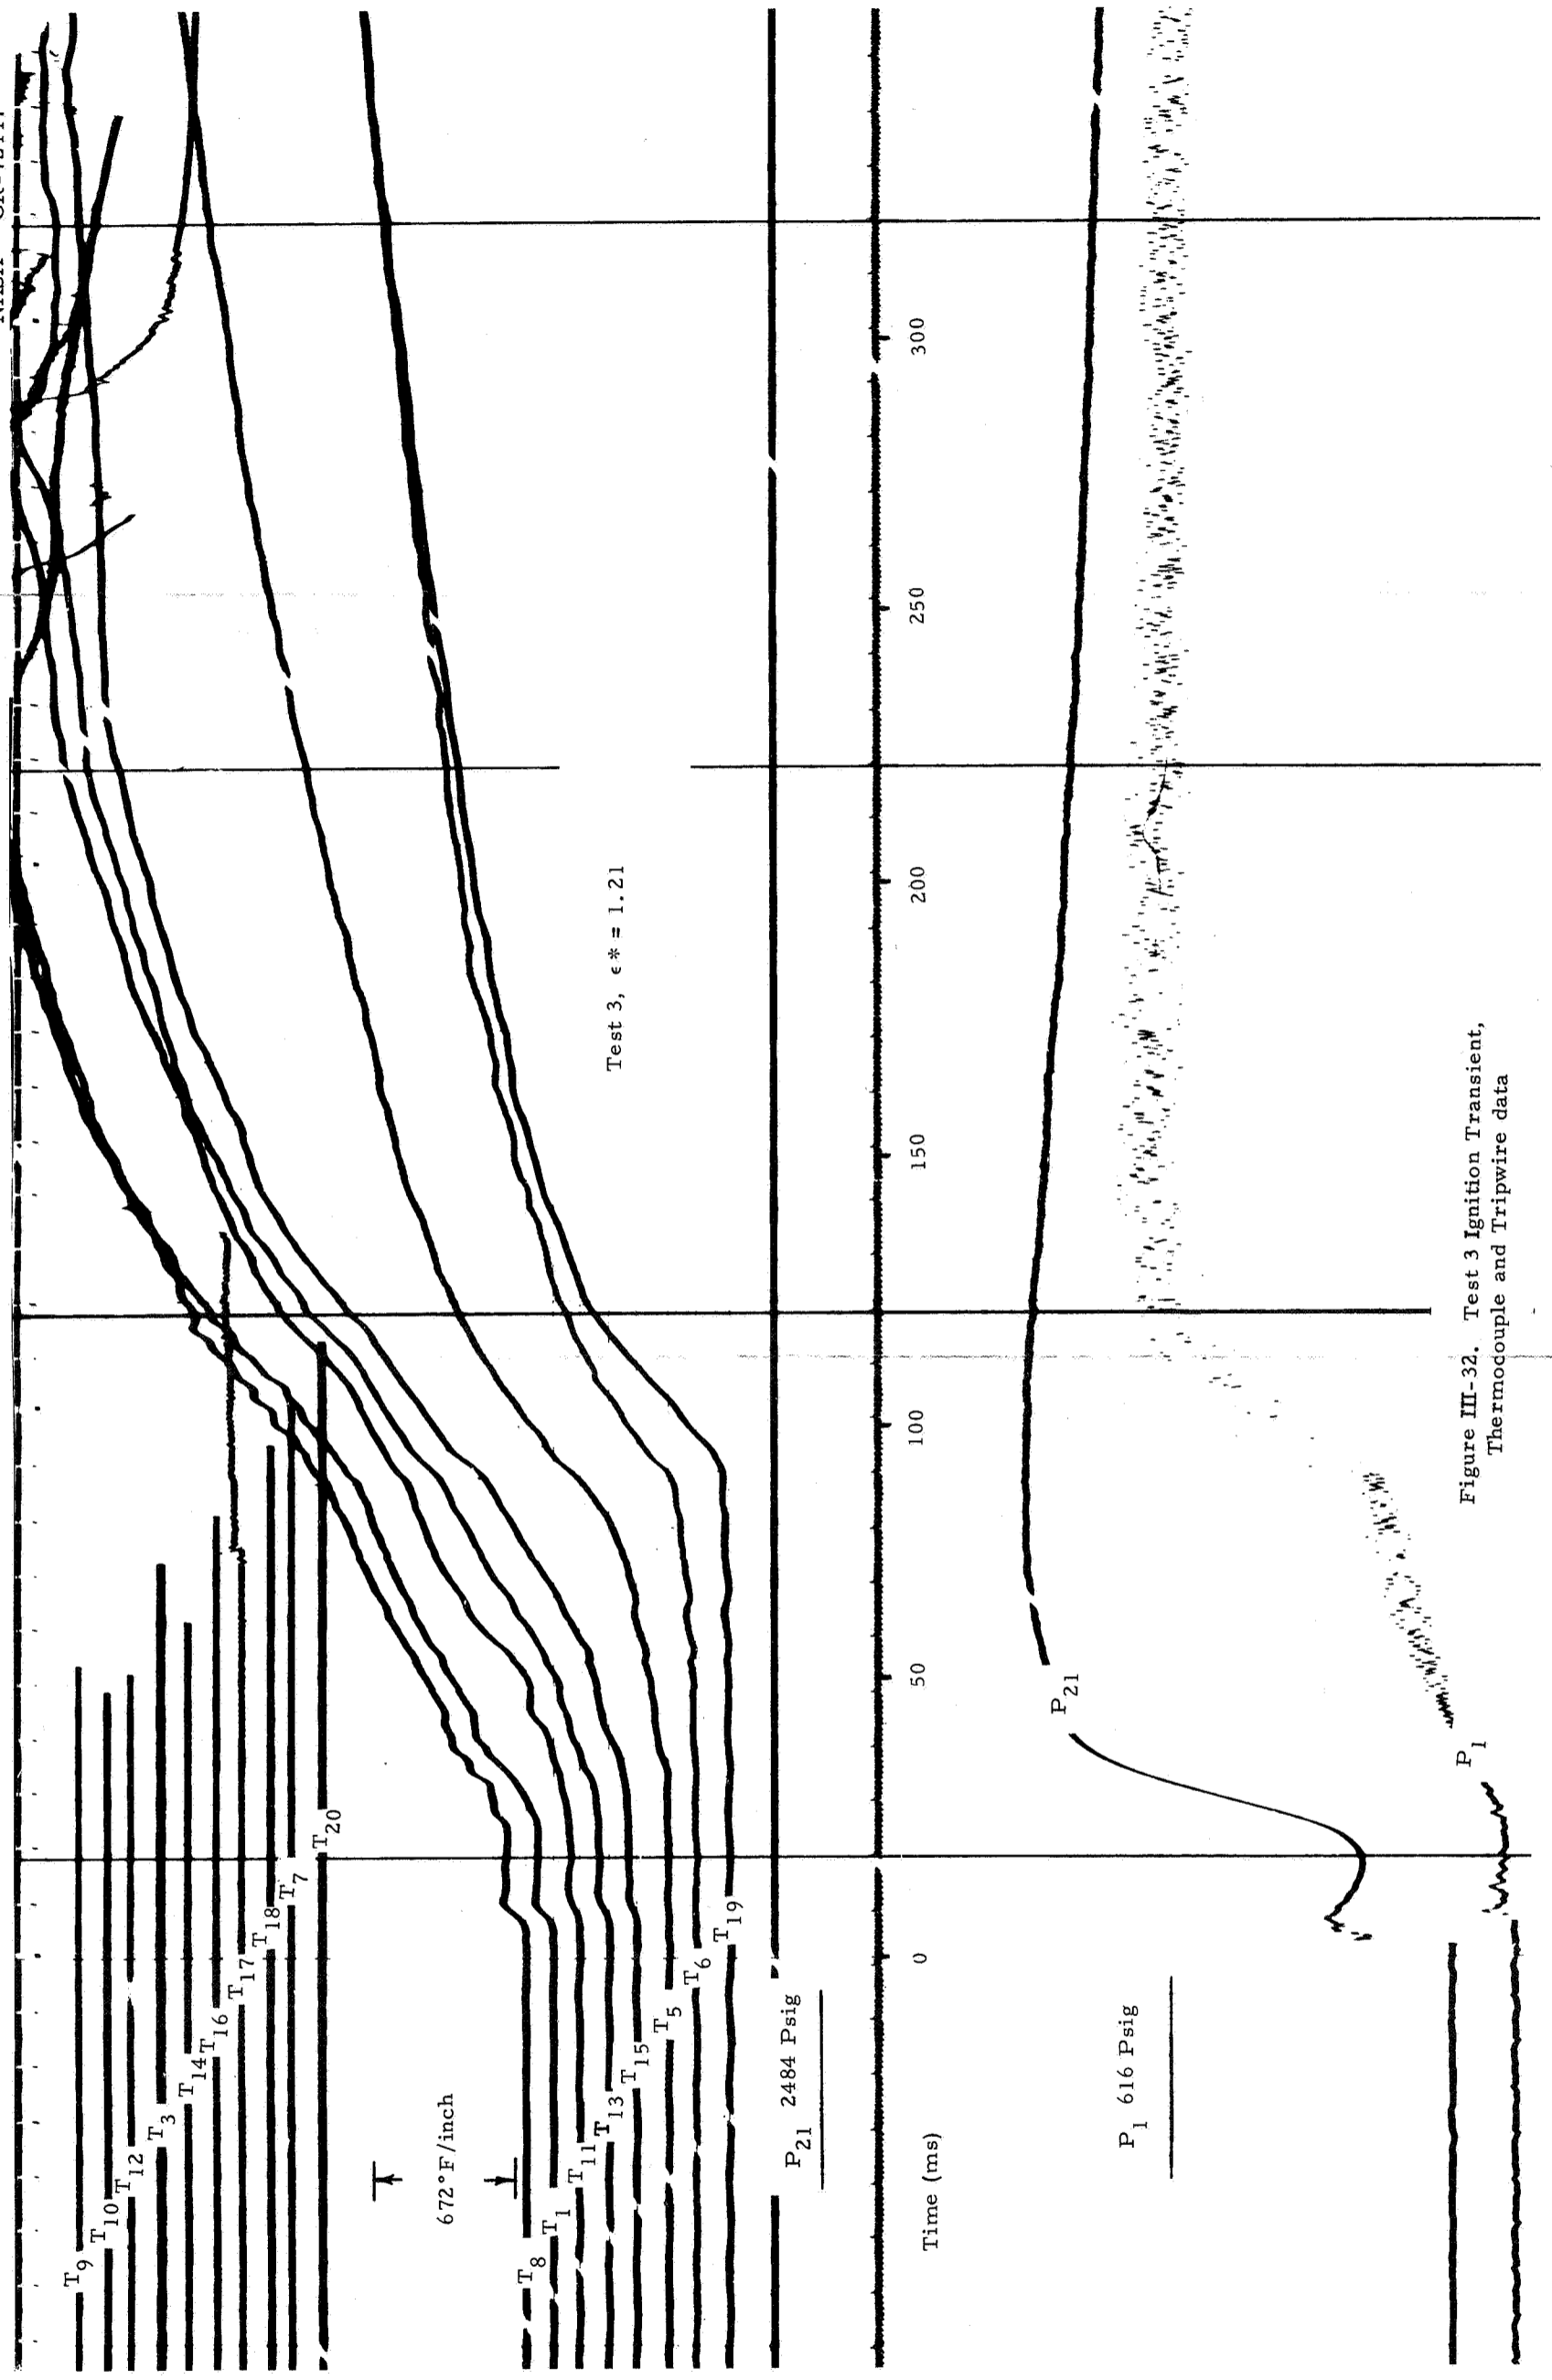 T9
T10
T12
T3
T14
T16
T17
T18
T7
T20
672°F/inch
T8
T1
T11
T13
T15
T5
T6
T19
Test 3, ϵ* = 1.21
P21 2484 Psig
Time (ms)
0
50
100
150
200
250
300
P21
P1 616 Psig
P1
Figure III-32. Test 3 Ignition Transient,
Thermocouple and Tripwire data